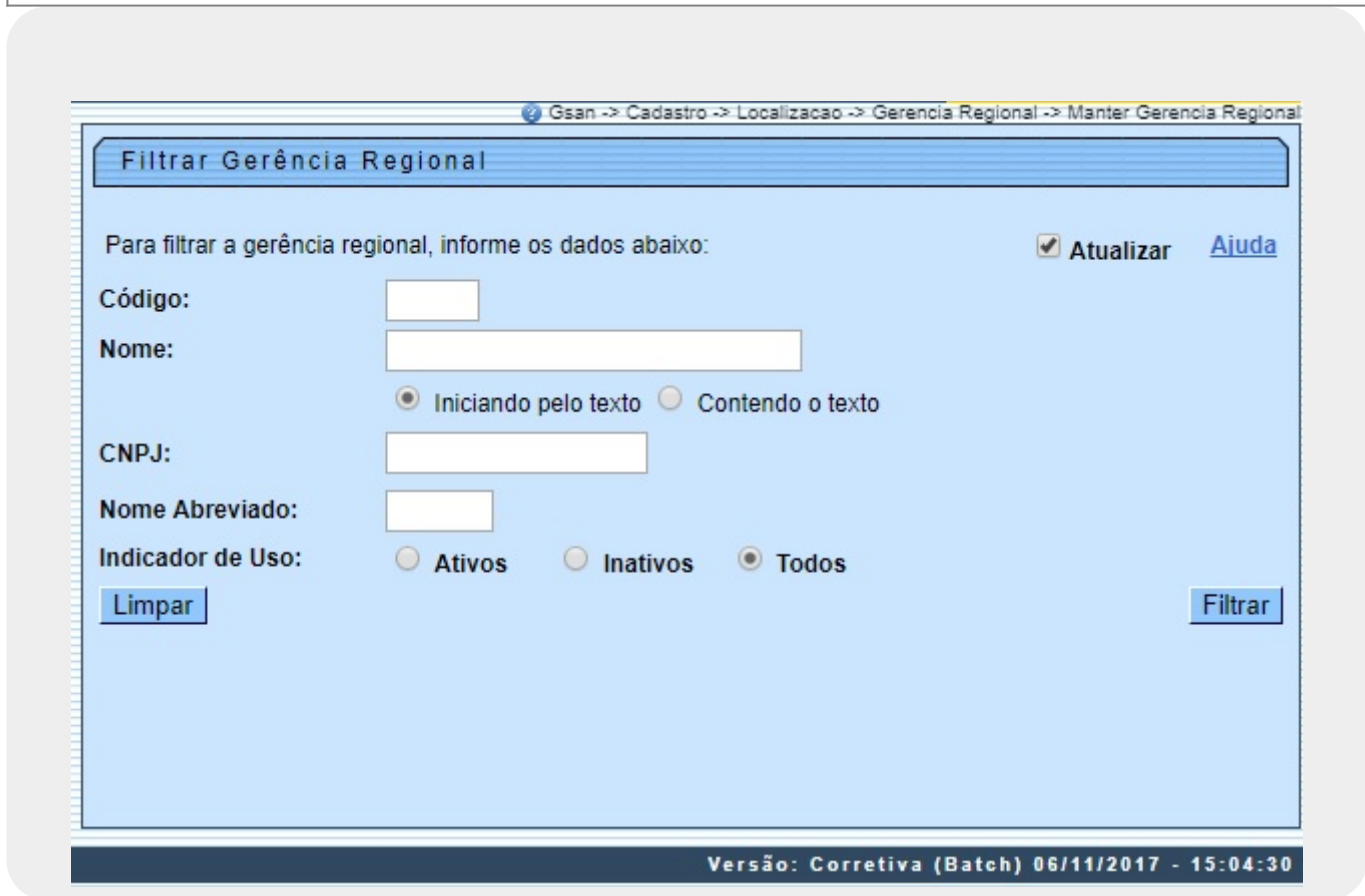 Gsan -> Cadastro -> Localizacao -> Gerencia Regional -> Manter Gerencia Regional
Filtrar Gerência Regional
Para filtrar a gerência regional, informe os dados abaixo: Atualizar Ajuda
Código:
Nome:
Iniciando pelo texto Contendo o texto
CNPJ:
Nome Abreviado:
Indicador de Uso: Ativos Inativos Todos
Limpar Filtrar
Versão: Corretiva (Batch) 06/11/2017 - 15:04:30